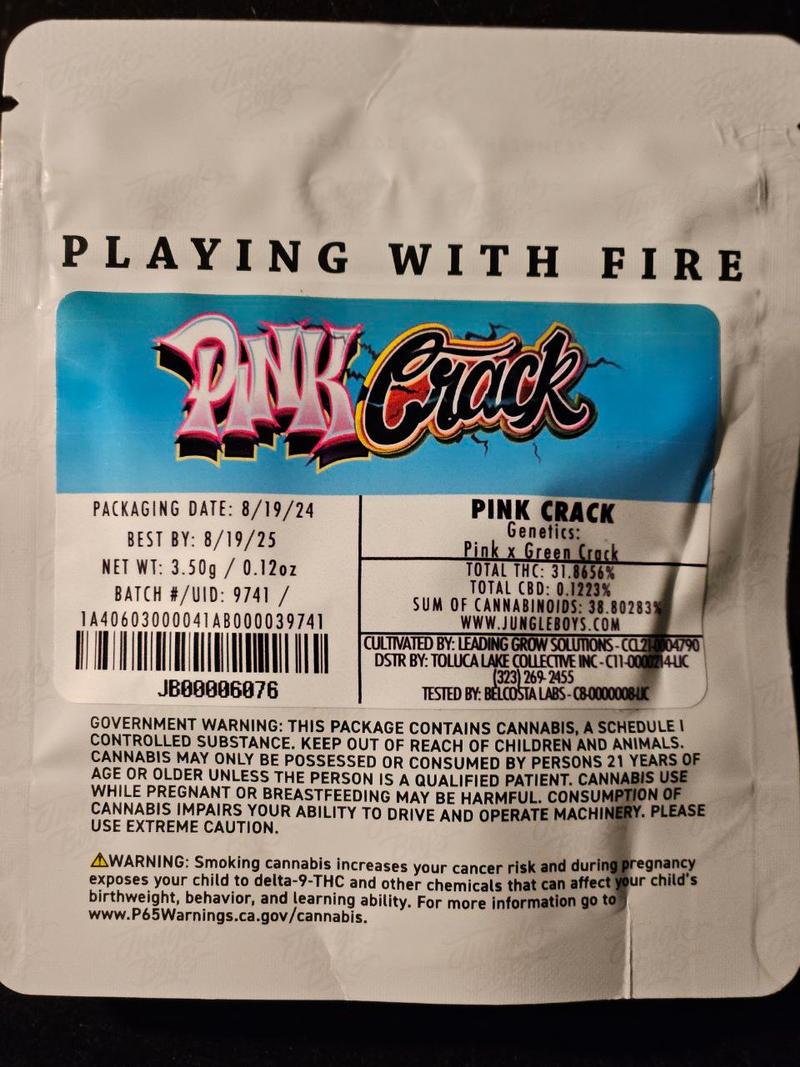 PLAYING WITH FIRE
PINK Crack
PACKAGING DATE: 8/19/24
BEST BY: 8/19/25
NET WT: 3.50g / 0.12oz
BATCH #/UID: 9741 /
1A40603000041AB000039741
JB00006076
PINK CRACK
Genetics:
Pink x Green Crack
TOTAL THC: 31.8656%
TOTAL CBD: 0.1223%
SUM OF CANNABINOIDS: 38.80283%
WWW.JUNGLEBOYS.COM
CULTIVATED BY: LEADING GROW SOLUTIONS -
DSTR BY: TOLUCA LAKE COLLECTIVE INC -
(323) 269-2455
TESTED BY: BELCOSTA LABS - C8-0000008-LIC
GOVERNMENT WARNING: THIS PACKAGE CONTAINS CANNABIS, A SCHEDULE I
CONTROLLED SUBSTANCE. KEEP OUT OF REACH OF CHILDREN AND ANIMALS.
CANNABIS MAY ONLY BE POSSESSED OR CONSUMED BY PERSONS 21 YEARS OF
AGE OR OLDER UNLESS THE PERSON IS A QUALIFIED PATIENT. CANNABIS USE
WHILE PREGNANT OR BREASTFEEDING MAY BE HARMFUL. CONSUMPTION OF
CANNABIS IMPAIRS YOUR ABILITY TO DRIVE AND OPERATE MACHINERY. PLEASE
USE EXTREME CAUTION.
⚠WARNING: Smoking cannabis increases your cancer risk and during pregnancy
exposes your child to delta-9-THC and other chemicals that can affect your child's
birthweight, behavior, and learning ability. For more information go to
www.P65Warnings.ca.gov/cannabis.